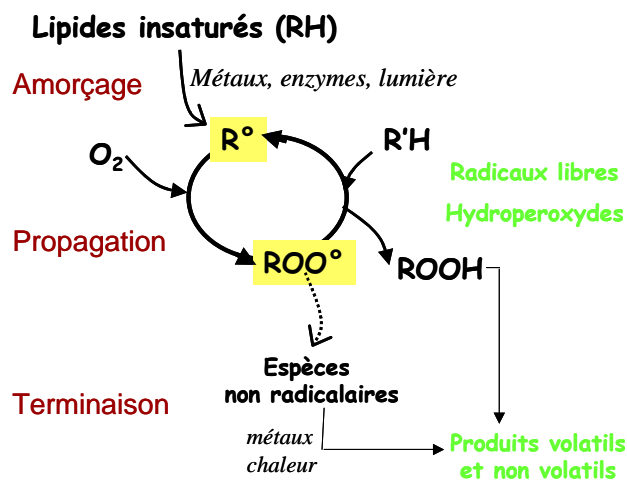 Lipides insaturés (RH)
Amorçage
Métaux, enzymes, lumière
R°
R'H
O₂
Radicaux libres
Hydroperoxydes
Propagation
ROO°
ROOH
Espèces
non radicalaires
Terminaison
métaux
chaleur
Produits volatils
et non volatils